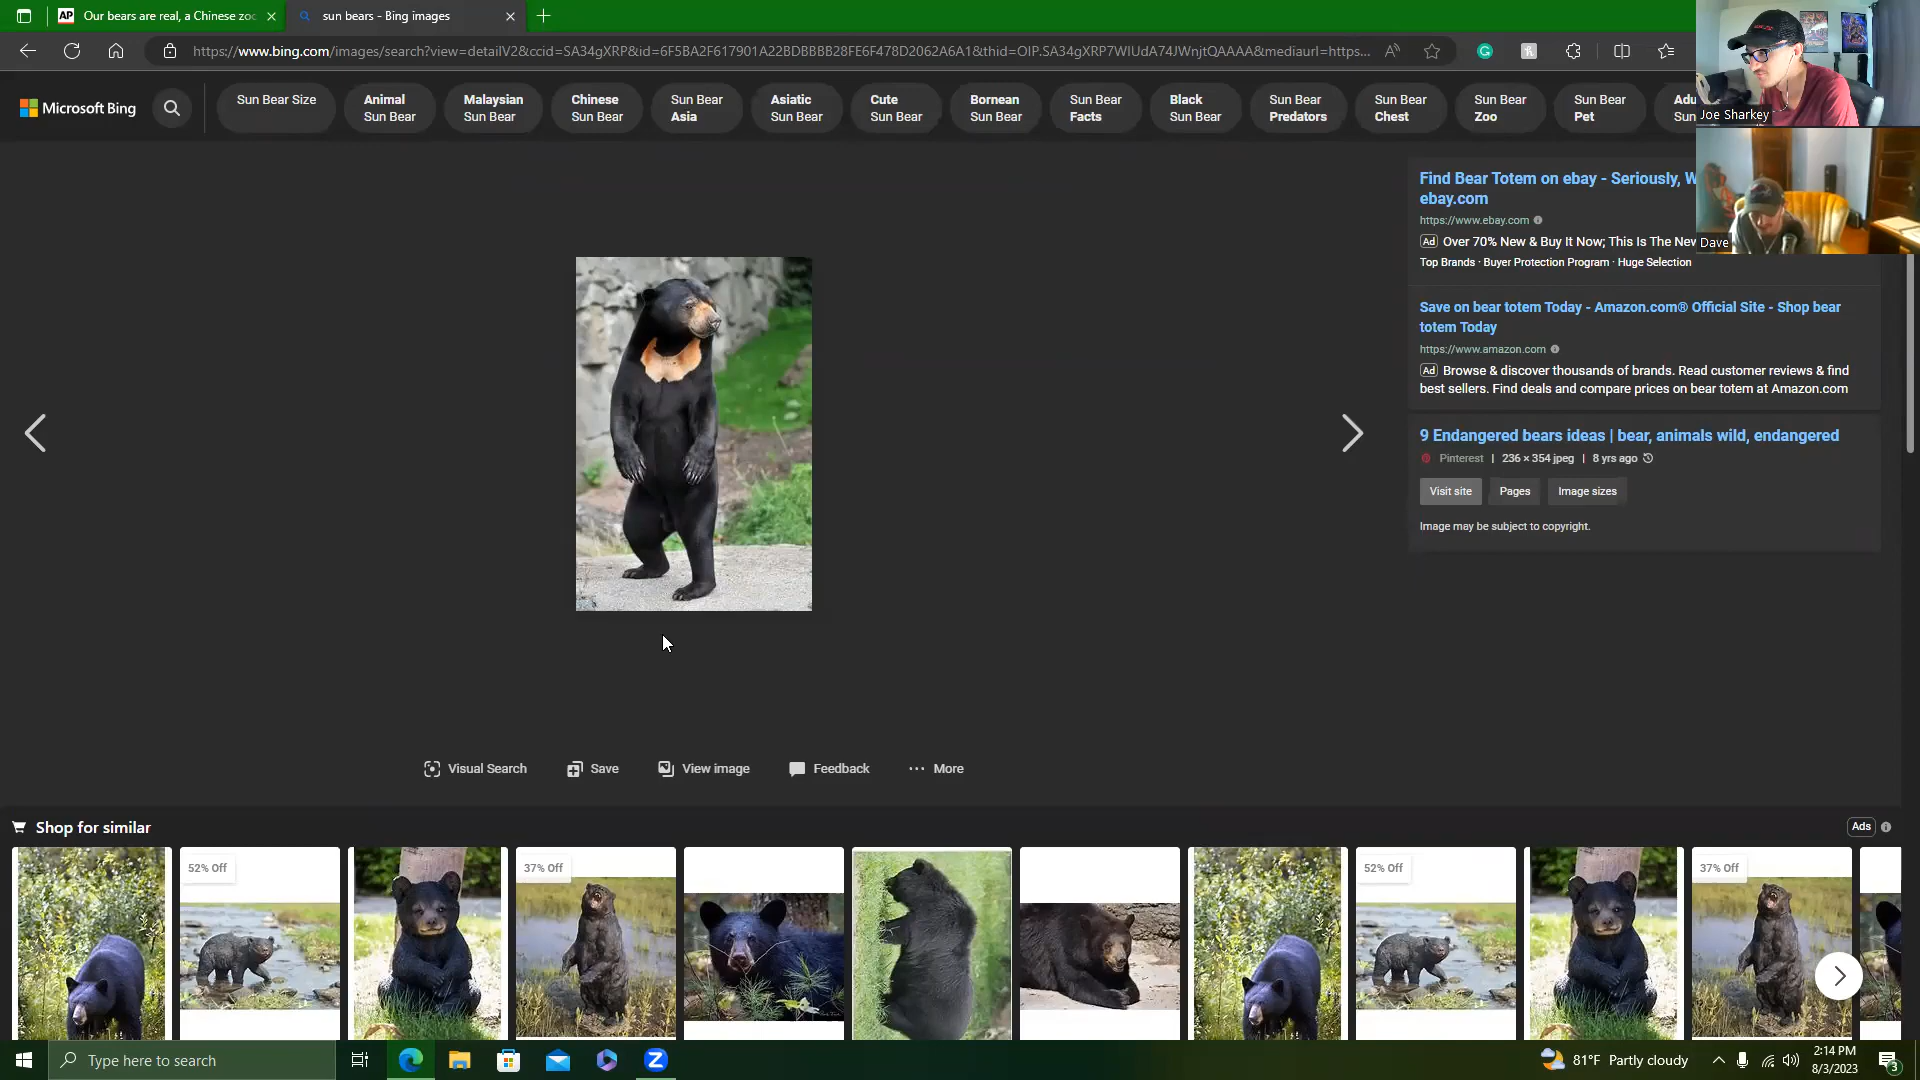 Our bears are real, a Chinese zoo
sun bears - Bing images
https://www.bing.com/images/search?view=detailV2&ccid=SA34gXRP&id=6F5BA2F617901A22BDBBBB28FE6F478D2062A6A1&thid=OIP.SA34gXRP7WIUdA74JWnjtQAAAA&mediaurl=https...
Microsoft Bing
Sun Bear Size
Animal
Sun Bear
Malaysian
Sun Bear
Chinese
Sun Bear
Sun Bear
Asia
Asiatic
Sun Bear
Cute
Sun Bear
Bornean
Sun Bear
Sun Bear
Facts
Black
Sun Bear
Sun Bear
Predators
Sun Bear
Chest
Sun Bear
Zoo
Sun Bear
Pet
Joe Sharkey
Dave
Find Bear Totem on ebay - Seriously, W
ebay.com
https://www.ebay.com
Ad Over 70% New & Buy It Now; This Is The New
Top Brands · Buyer Protection Program · Huge Selection
Save on bear totem Today - Amazon.com® Official Site - Shop bear
totem Today
https://www.amazon.com
Ad Browse & discover thousands of brands. Read customer reviews & find
best sellers. Find deals and compare prices on bear totem at Amazon.com
9 Endangered bears ideas | bear, animals wild, endangered
Pinterest | 236 × 354 jpeg | 8 yrs ago
Visit site
Pages
Image sizes
Image may be subject to copyright.
Visual Search
Save
View image
Feedback
More
Shop for similar
Ads
52% Off
37% Off
52% Off
37% Off
Type here to search
81°F Partly cloudy
2:14 PM
8/3/2023
3